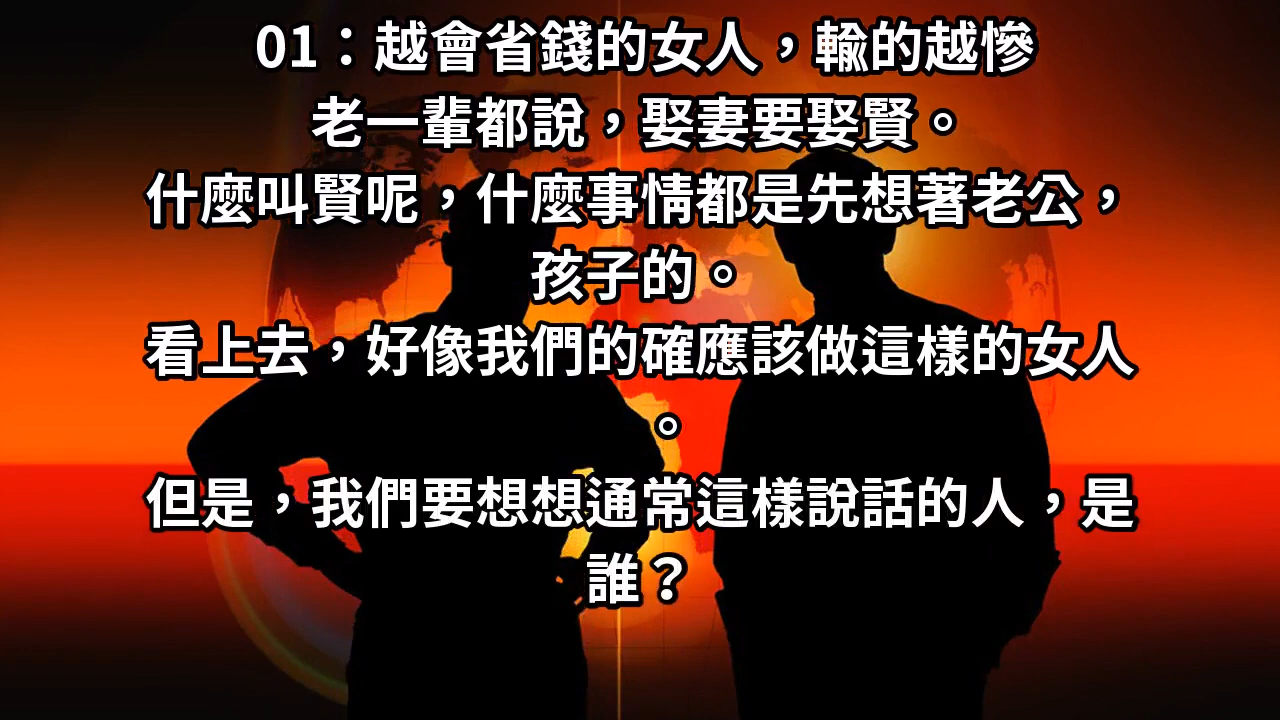 01：越會省錢的女人，輸的越慘
老一輩都說，娶妻要娶賢。
什麼叫賢呢，什麼事情都是先想著老公，
孩子的。
看上去，好像我們的確應該做這樣的女人
。
但是，我們要想想通常這樣說話的人，是
誰？